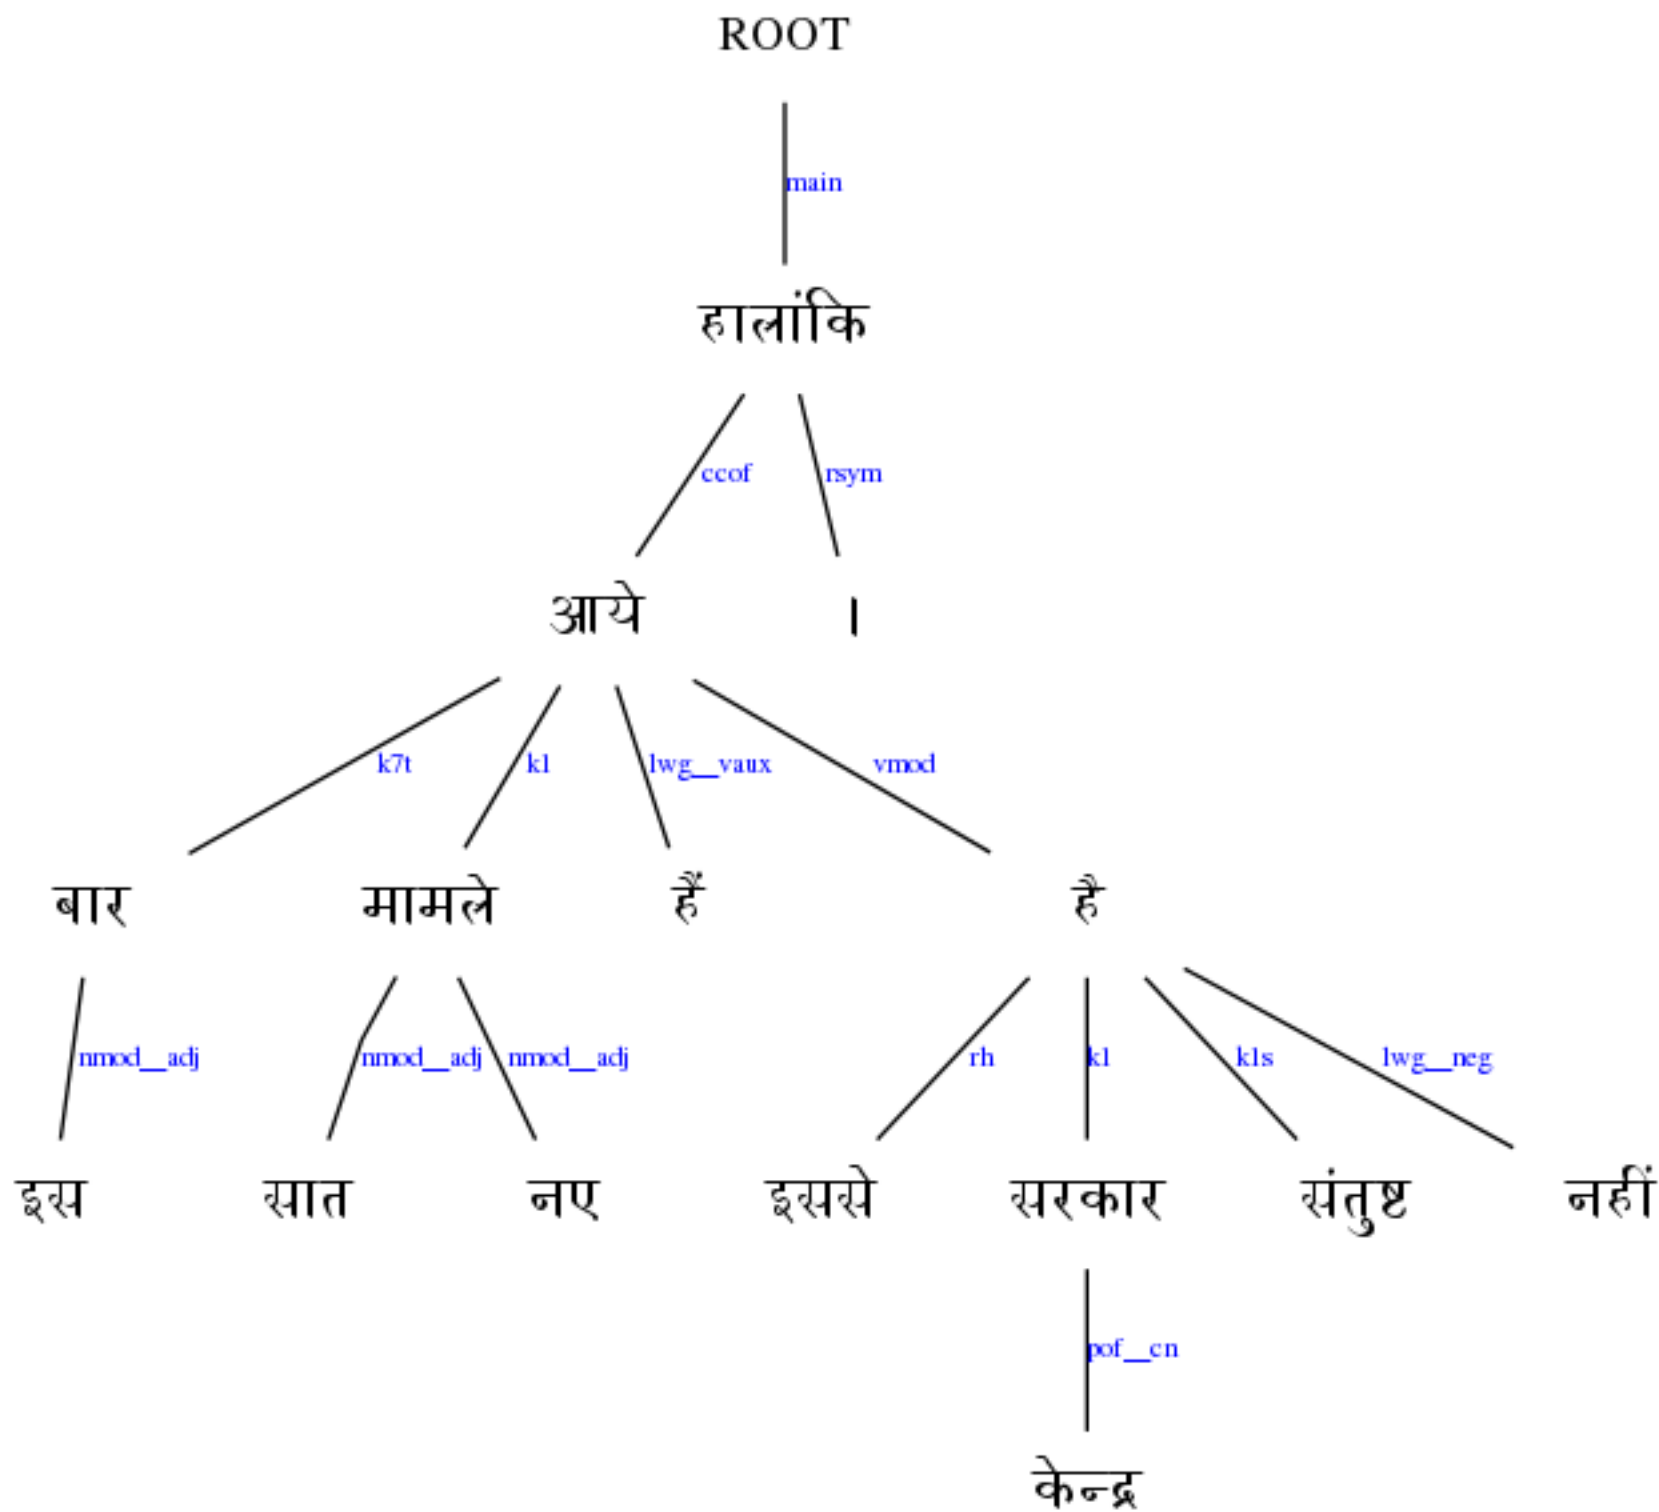 ROOT
main
हालांकि
ccof rsym
आये ।
k7t k1 lwg__vaux vmod
बार मामले हैं है
nmod__adj nmod__adj nmod__adj rh k1 k1s lwg__neg
इस सात नए इससे सरकार संतुष्ट नहीं
pof__cn
केन्द्र